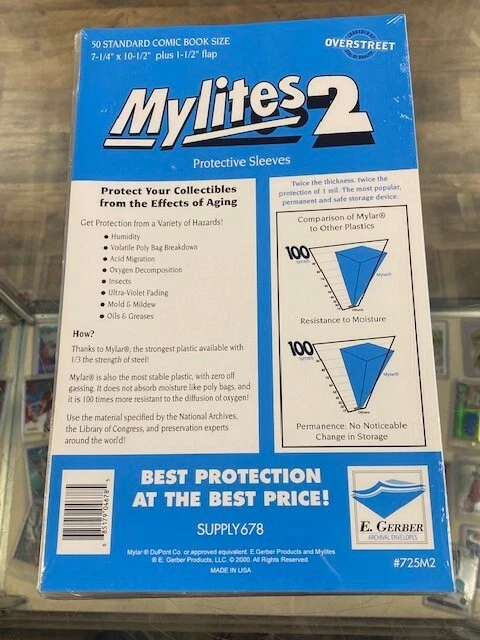 50 STANDARD COMIC BOOK SIZE
7-1/4" x 10-1/2" plus 1-1/2" flap
OVERSTREET
Mylites 2
Protective Sleeves
Protect Your Collectibles
from the Effects of Aging
Get Protection from a Variety of Hazards!
• Humidity
• Volatile Poly Bag Breakdown
• Acid Migration
• Oxygen Decomposition
• Insects
• Ultra-Violet Fading
• Mold & Mildew
• Oils & Greases
How?
Thanks to Mylar®, the strongest plastic available with
1/3 the strength of steel!
Mylar® is also the most stable plastic, with zero off
gassing. It does not absorb moisture like poly bags, and
it is 100 times more resistant to the diffusion of oxygen!
Use the material specified by the National Archives,
the Library of Congress, and preservation experts
around the world!
Twice the thickness, twice the
protection of 1 mil. The most popular,
permanent and safe storage device.
Comparison of Mylar®
to Other Plastics
100
Mylar®
Others
Resistance to Moisture
100
Mylar®
Others
Permanence: No Noticeable
Change in Storage
BEST PROTECTION
AT THE BEST PRICE!
SUPPLY678
E. GERBER
ARCHIVAL ENVELOPES
#725M2
Mylar ® DuPont Co. or approved equivalent. E.Gerber Products and Mylites
® E. Gerber Products, LLC © 2000. All Rights Reserved
MADE IN USA
6 85179 04678 5